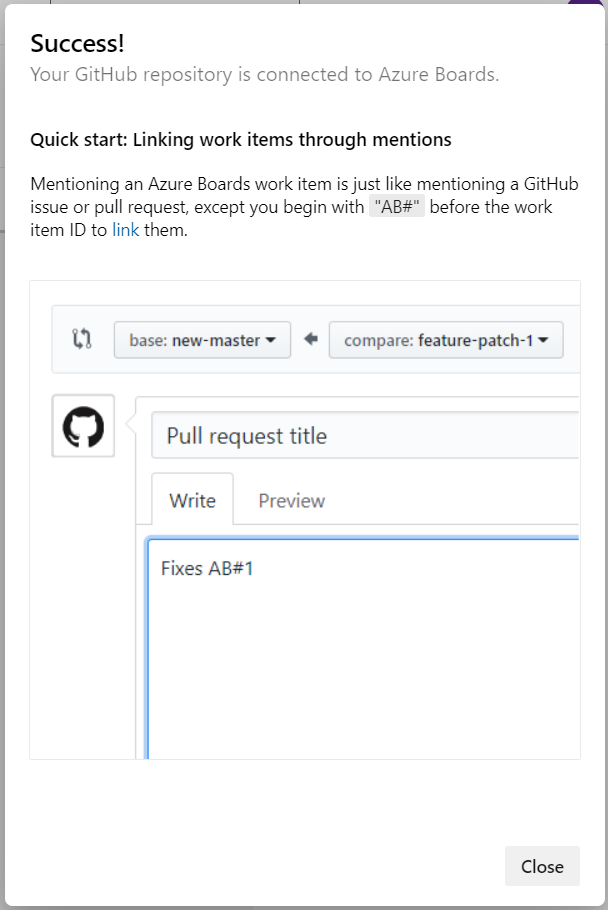 Success!
Your GitHub repository is connected to Azure Boards.
Quick start: Linking work items through mentions
Mentioning an Azure Boards work item is just like mentioning a GitHub
issue or pull request, except you begin with "AB#" before the work
item ID to link them.
base: new-master compare: feature-patch-1
Pull request title
Write Preview
Fixes AB#1
Close